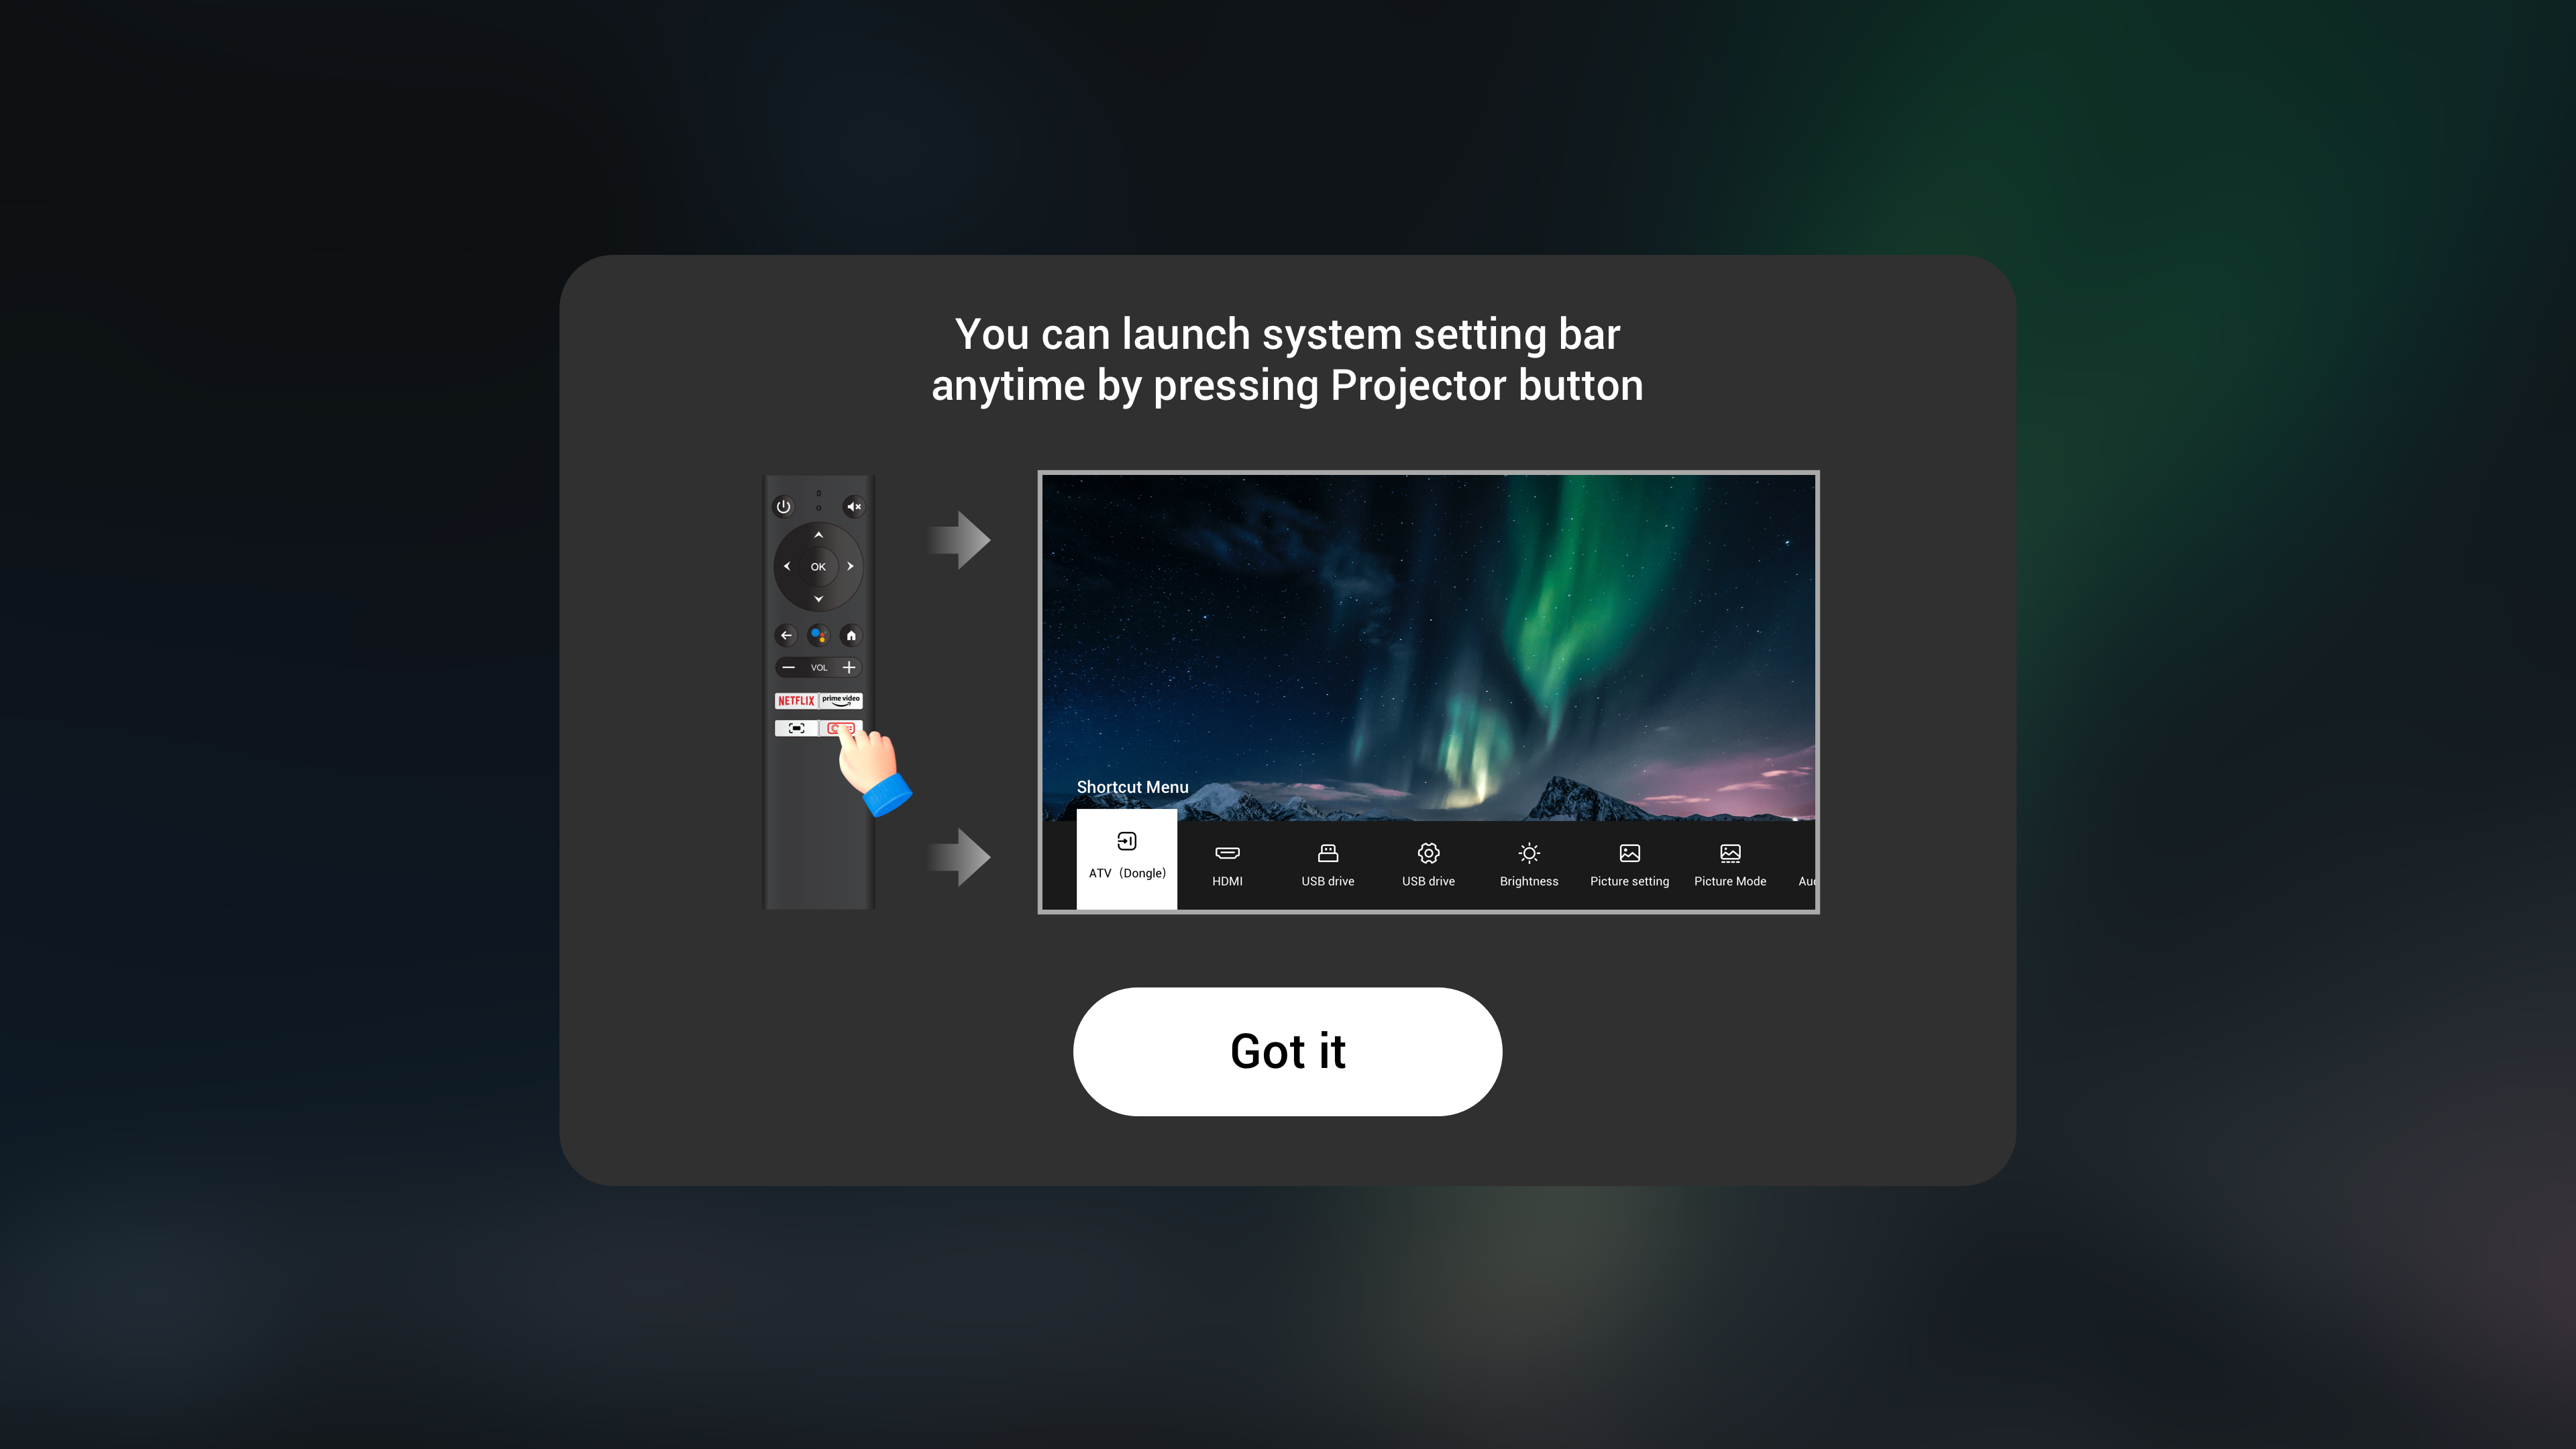 You can launch system setting bar
anytime by pressing Projector button
OK
VOL
NETFLIX
prime video
Shortcut Menu
ATV (Dongle)
HDMI
USB drive
USB drive
Brightness
Picture setting
Picture Mode
Got it